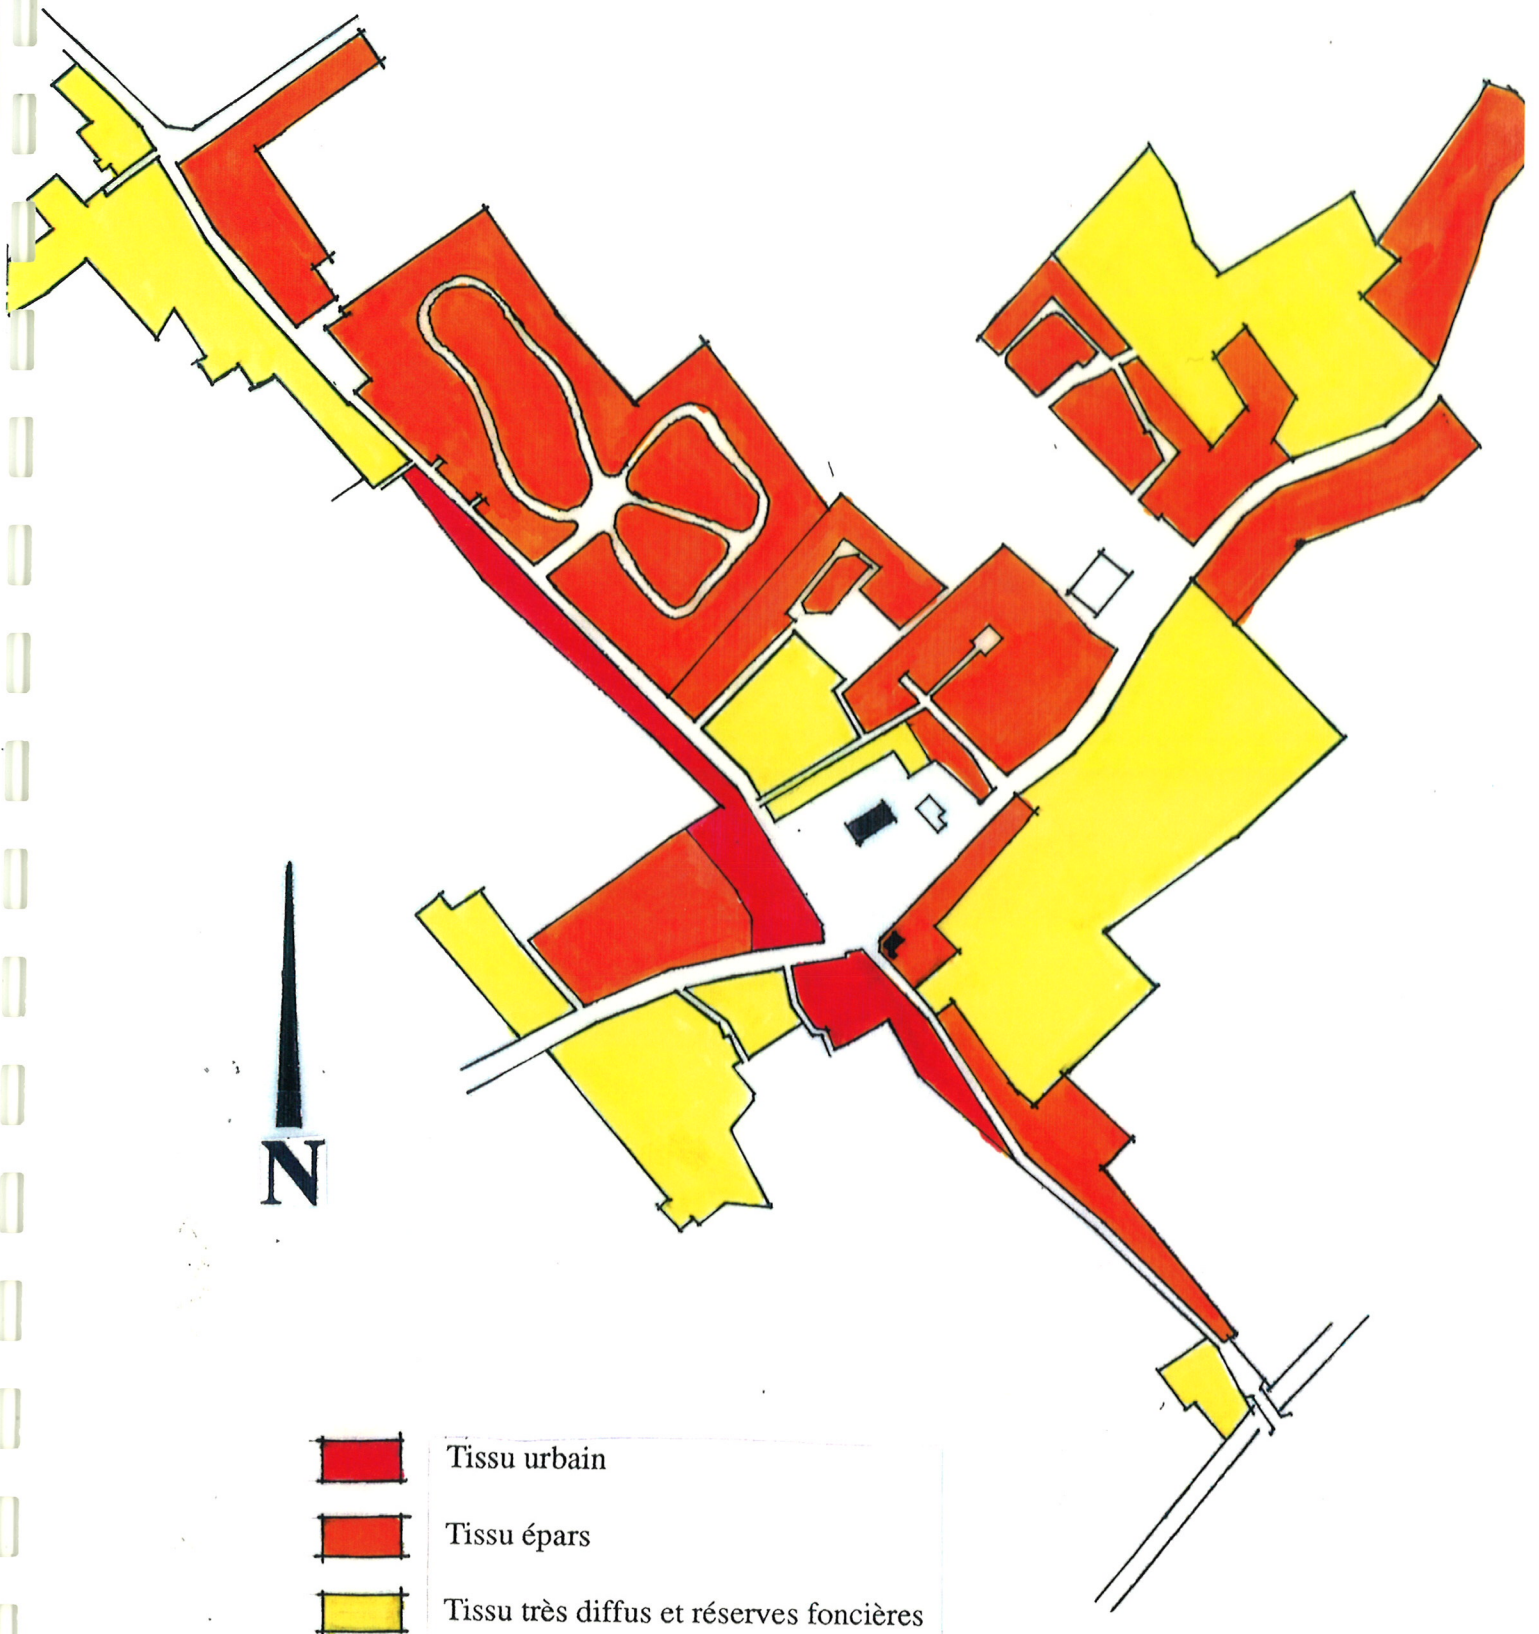 N
Tissu urbain
Tissu épars
Tissu très diffus et réserves foncières